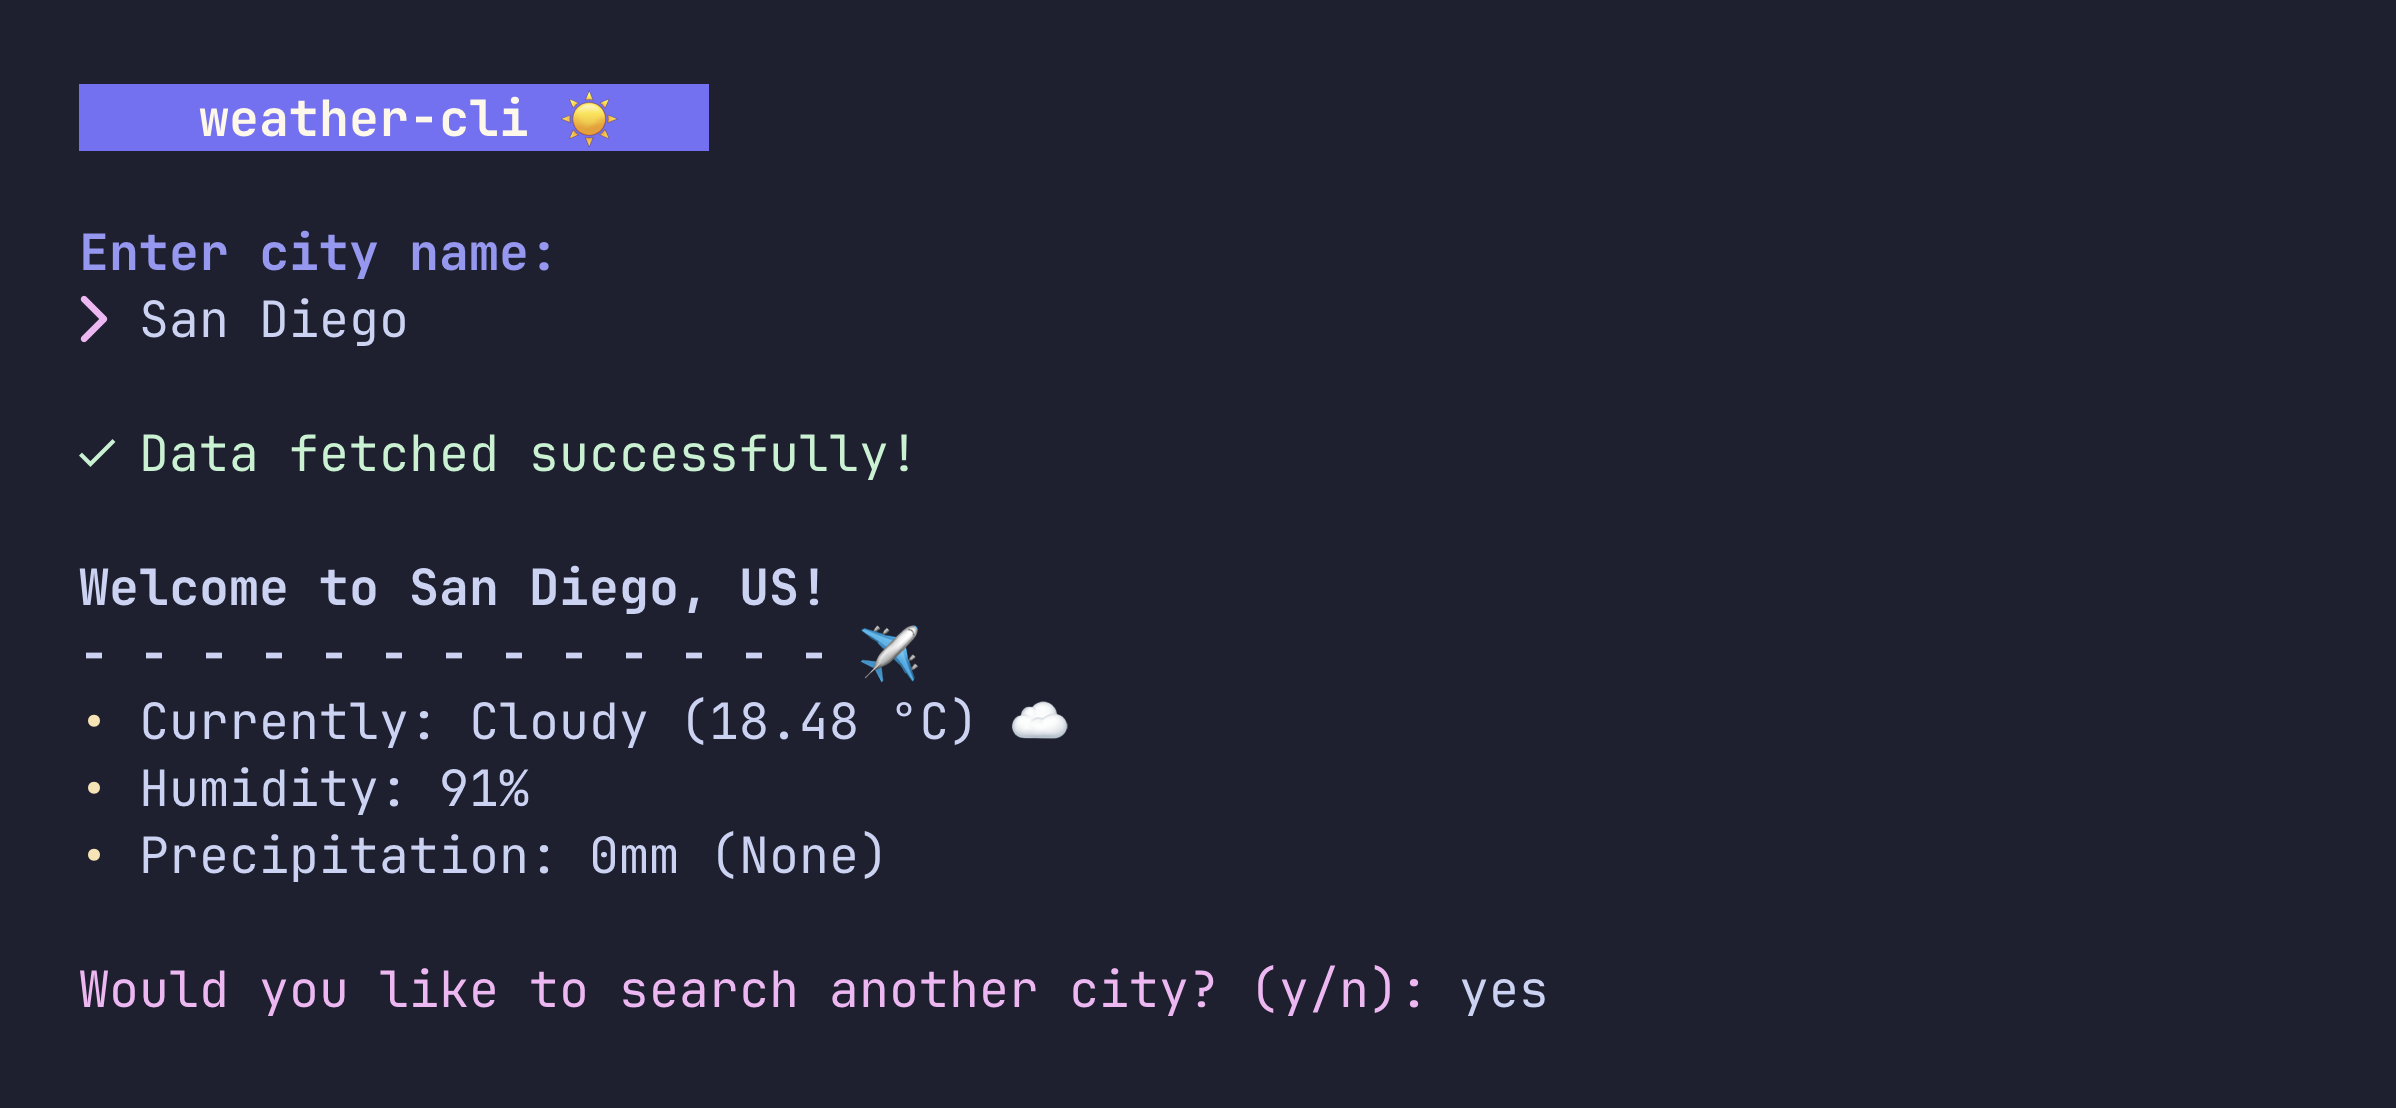 weather-cli ☀️
Enter city name:
❯ San Diego
✓ Data fetched successfully!
Welcome to San Diego, US!
- - - - - - - - - - - - - ✈️
• Currently: Cloudy (18.48 °C) ☁️
• Humidity: 91%
• Precipitation: 0mm (None)
Would you like to search another city? (y/n): yes